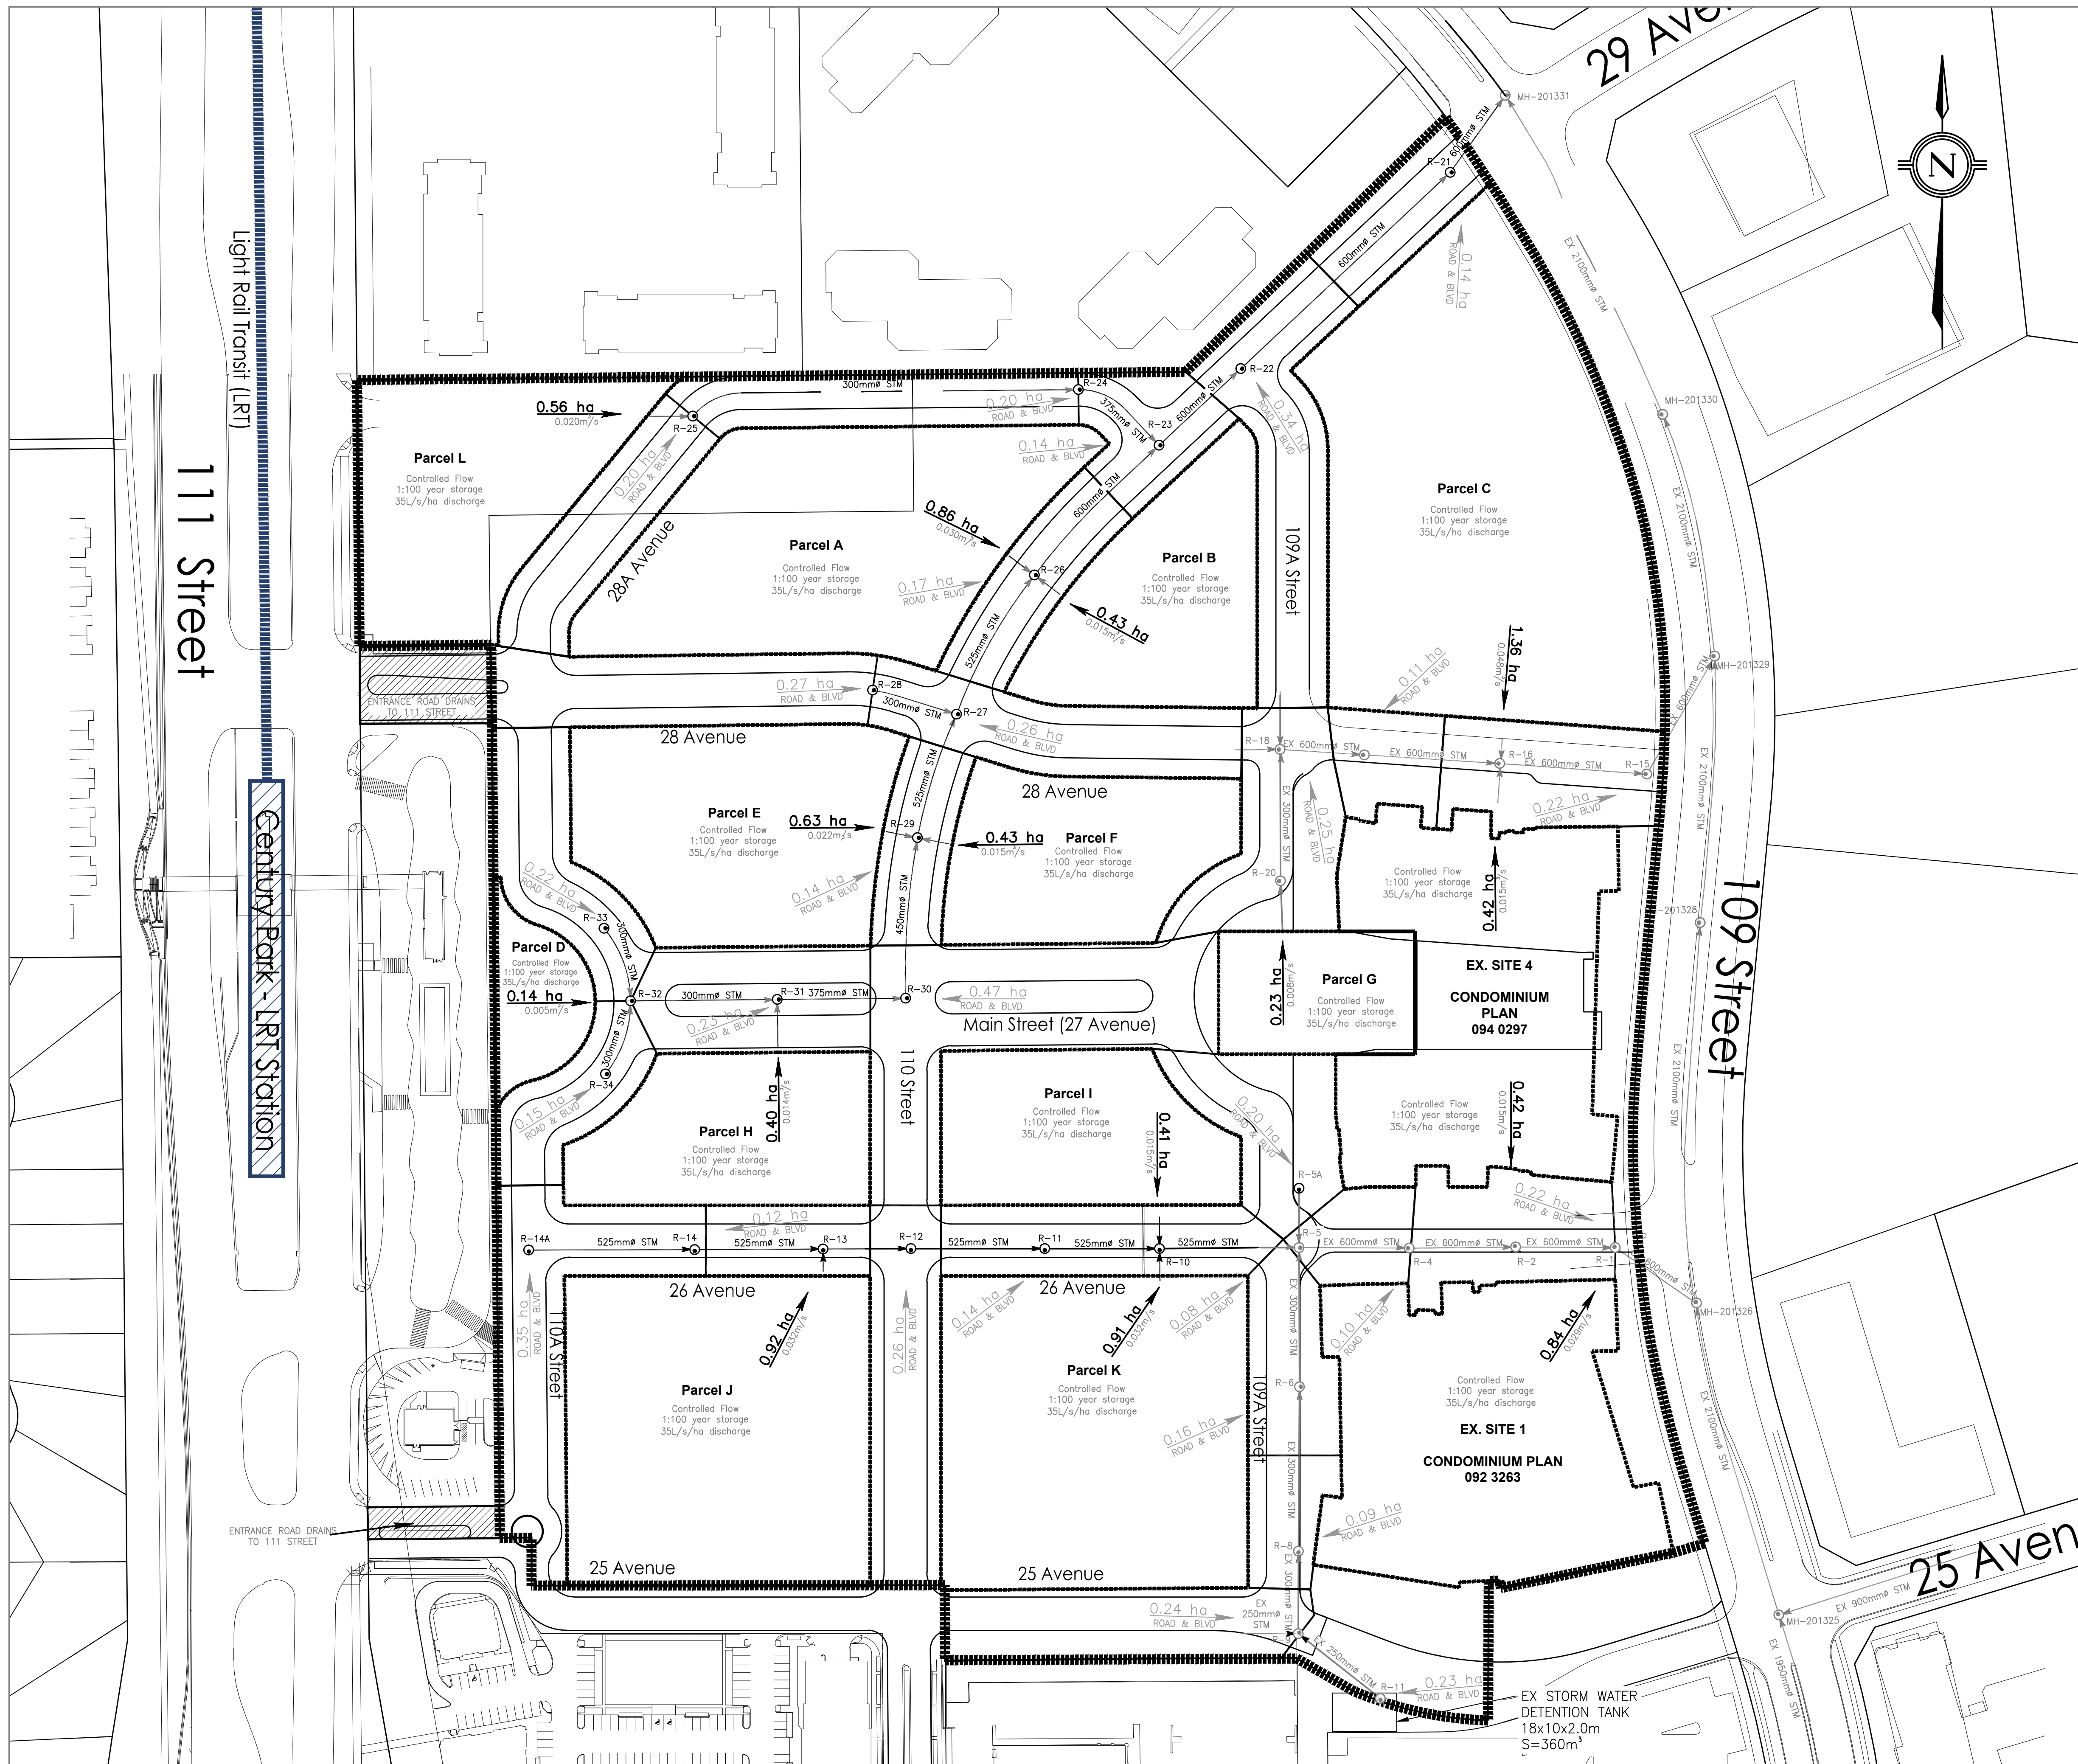 29 Ave
MH-201331
600mmø STM
R-21
N
Light Rail Transit (LRT)
111 Street
EX 2100mmø STM
600mmø STM
0.14 ha
ROAD & BLVD
R-22
0.34 ha
ROAD & BLVD
300mmø STM
R-24
0.20 ha
ROAD & BLVD
375mmø STM
600mmø STM
R-23
0.56 ha
0.020m³/s
R-25
0.20 ha
ROAD & BLVD
0.14 ha
ROAD & BLVD
MH-201330
Parcel L
Controlled Flow
1:100 year storage
35L/s/ha discharge
Parcel C
Controlled Flow
1:100 year storage
35L/s/ha discharge
EX 2100mmø STM
28A Avenue
Parcel A
Controlled Flow
1:100 year storage
35L/s/ha discharge
0.86 ha
0.030m³/s
600mmø STM
0.17 ha
ROAD & BLVD
R-26
Parcel B
Controlled Flow
1:100 year storage
35L/s/ha discharge
0.43 ha
0.015m³/s
109A Street
525mmø STM
0.11 ha
ROAD & BLVD
1.36 ha
0.048m³/s
MH-201329
EX 600mmø STM
ENTRANCE ROAD DRAINS
TO 111 STREET
0.27 ha
ROAD & BLVD
R-28
300mmø STM
R-27
0.26 ha
ROAD & BLVD
28 Avenue
R-18
EX 600mmø STM
EX 600mmø STM
R-16
EX 600mmø STM
R-15
28 Avenue
525mmø STM
EX 300mmø STM
0.25 ha
ROAD & BLVD
0.22 ha
ROAD & BLVD
EX 2100mmø STM
Century Park - LRT Station
Parcel E
Controlled Flow
1:100 year storage
35L/s/ha discharge
0.63 ha
0.022m³/s
R-29
0.43 ha
0.015m³/s
Parcel F
Controlled Flow
1:100 year storage
35L/s/ha discharge
R-20
Controlled Flow
1:100 year storage
35L/s/ha discharge
0.42 ha
0.015m³/s
0.22 ha
ROAD & BLVD
0.14 ha
ROAD & BLVD
R-33
300mmø STM
450mmø STM
-201328
109 Street
Parcel D
Controlled Flow
1:100 year storage
35L/s/ha discharge
0.14 ha
0.005m³/s
R-32
300mmø STM
R-31
375mmø STM
R-30
0.47 ha
ROAD & BLVD
0.23 ha
ROAD & BLVD
Main Street (27 Avenue)
0.23 ha
0.008m³/s
Parcel G
Controlled Flow
1:100 year storage
35L/s/ha discharge
EX. SITE 4
CONDOMINIUM
PLAN
094 0297
300mmø STM
R-34
0.15 ha
ROAD & BLVD
110 Street
EX 2100mmø STM
Parcel H
Controlled Flow
1:100 year storage
35L/s/ha discharge
0.40 ha
0.014m³/s
Parcel I
Controlled Flow
1:100 year storage
35L/s/ha discharge
0.41 ha
0.015m³/s
0.20 ha
ROAD & BLVD
R-5A
Controlled Flow
1:100 year storage
35L/s/ha discharge
0.42 ha
0.015m³/s
0.22 ha
ROAD & BLVD
0.12 ha
ROAD & BLVD
R-14A
525mmø STM
R-14
525mmø STM
R-13
R-12
525mmø STM
R-11
525mmø STM
R-10
525mmø STM
R-5
EX 600mmø STM
R-4
EX 600mmø STM
R-2
EX 600mmø STM
R-1
600mmø STM
MH-201326
0.35 ha
ROAD & BLVD
110A Street
26 Avenue
0.92 ha
0.032m³/s
0.26 ha
ROAD & BLVD
0.14 ha
ROAD & BLVD
26 Avenue
0.91 ha
0.032m³/s
0.08 ha
ROAD & BLVD
EX 300mmø STM
0.10 ha
ROAD & BLVD
0.84 ha
0.029m³/s
Parcel J
Controlled Flow
1:100 year storage
35L/s/ha discharge
Parcel K
Controlled Flow
1:100 year storage
35L/s/ha discharge
R-6
109A Street
0.16 ha
ROAD & BLVD
Controlled Flow
1:100 year storage
35L/s/ha discharge
EX. SITE 1
CONDOMINIUM PLAN
092 3263
EX 2100mmø STM
EX 300mmø STM
0.09 ha
ROAD & BLVD
ENTRANCE ROAD DRAINS
TO 111 STREET
R-8
25 Avenue
25 Avenue
EX 300mmø STM
0.24 ha
ROAD & BLVD
EX
250mmø
STM
EX 250mmø STM
R-11
0.23 ha
ROAD & BLVD
25 Aven
EX 900mmø STM
MH-201325
EX 1950mmø STM
EX STORM WATER
DETENTION TANK
18x10x2.0m
S=360m³